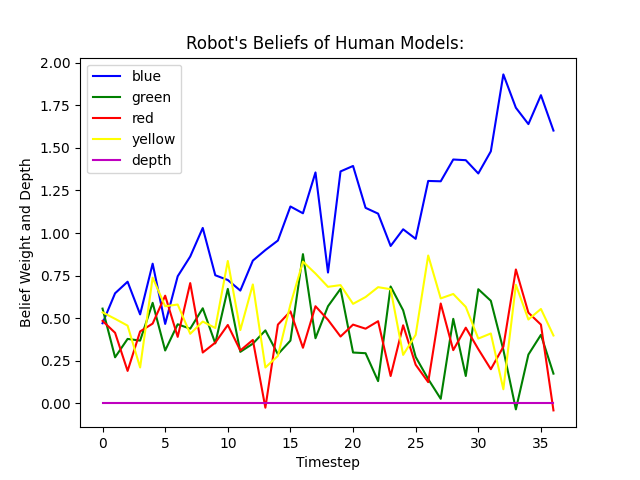 Robot's Beliefs of Human Models:
2.00
1.75
1.50
1.25
1.00
0.75
0.50
0.25
0.00
Belief Weight and Depth
blue
green
red
yellow
depth
0 5 10 15 20 25 30 35
Timestep